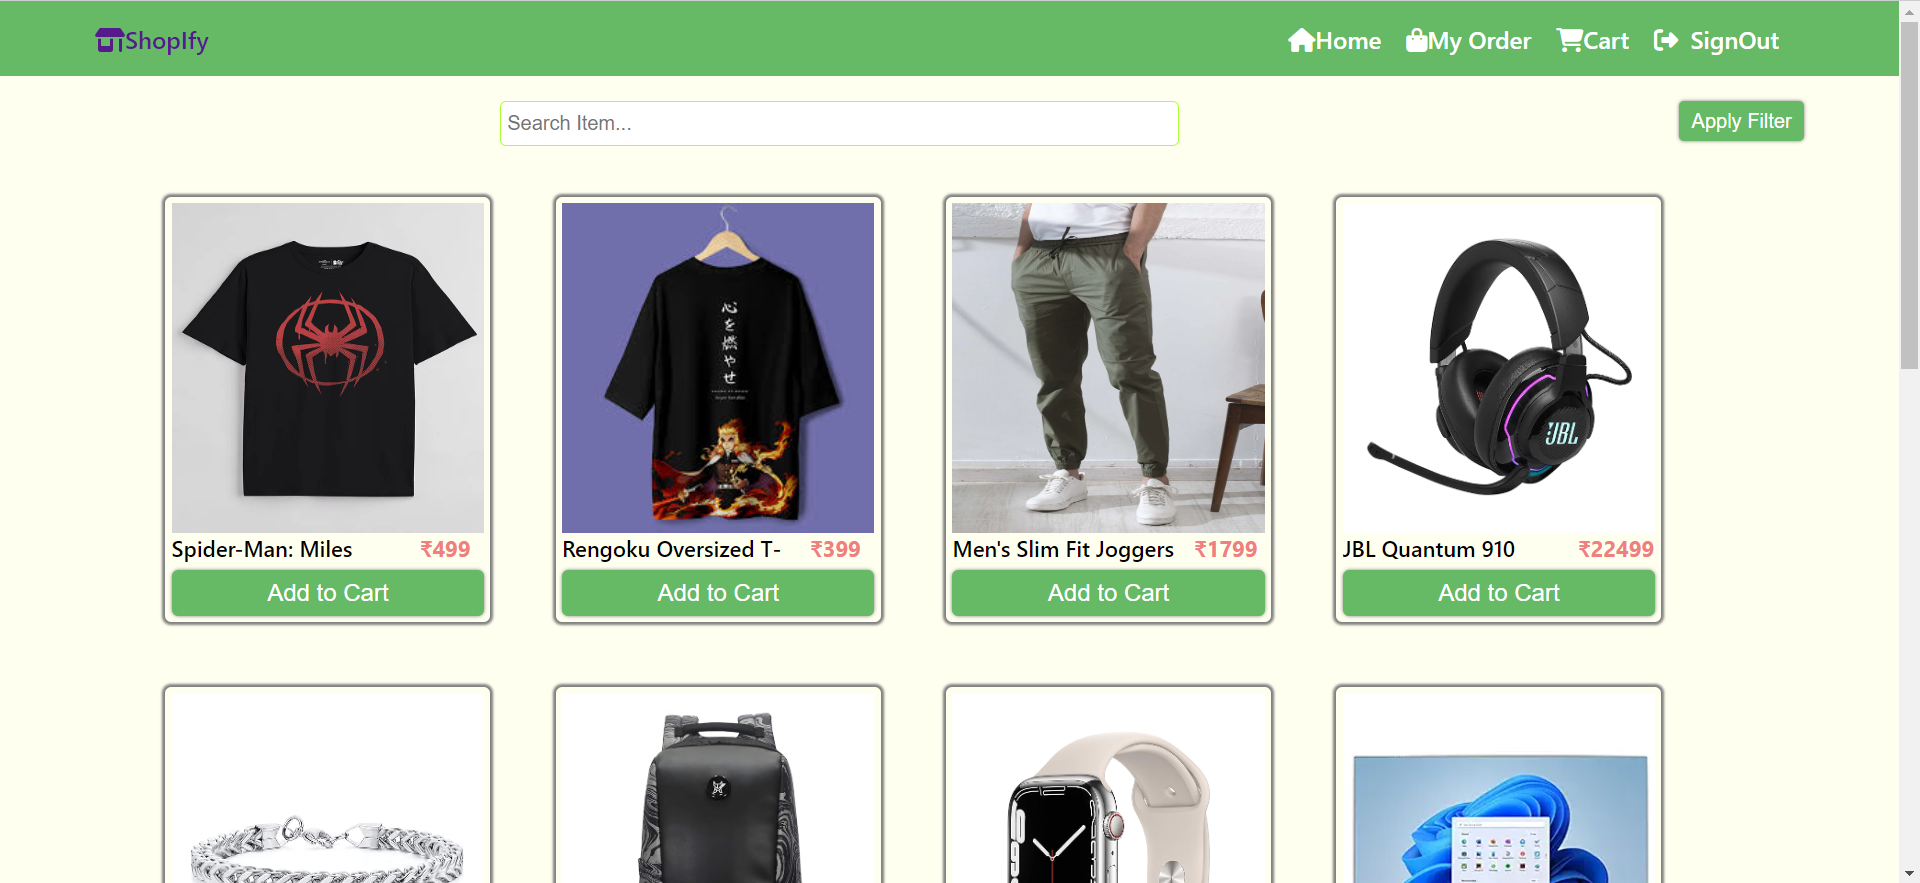 ShopIfy
Home My Order Cart SignOut
Search Item...
Apply Filter
心を燃やせ
JBL
Spider-Man: Miles ₹499
Rengoku Oversized T- ₹399
Men's Slim Fit Joggers ₹1799
JBL Quantum 910 ₹22499
Add to Cart
Add to Cart
Add to Cart
Add to Cart